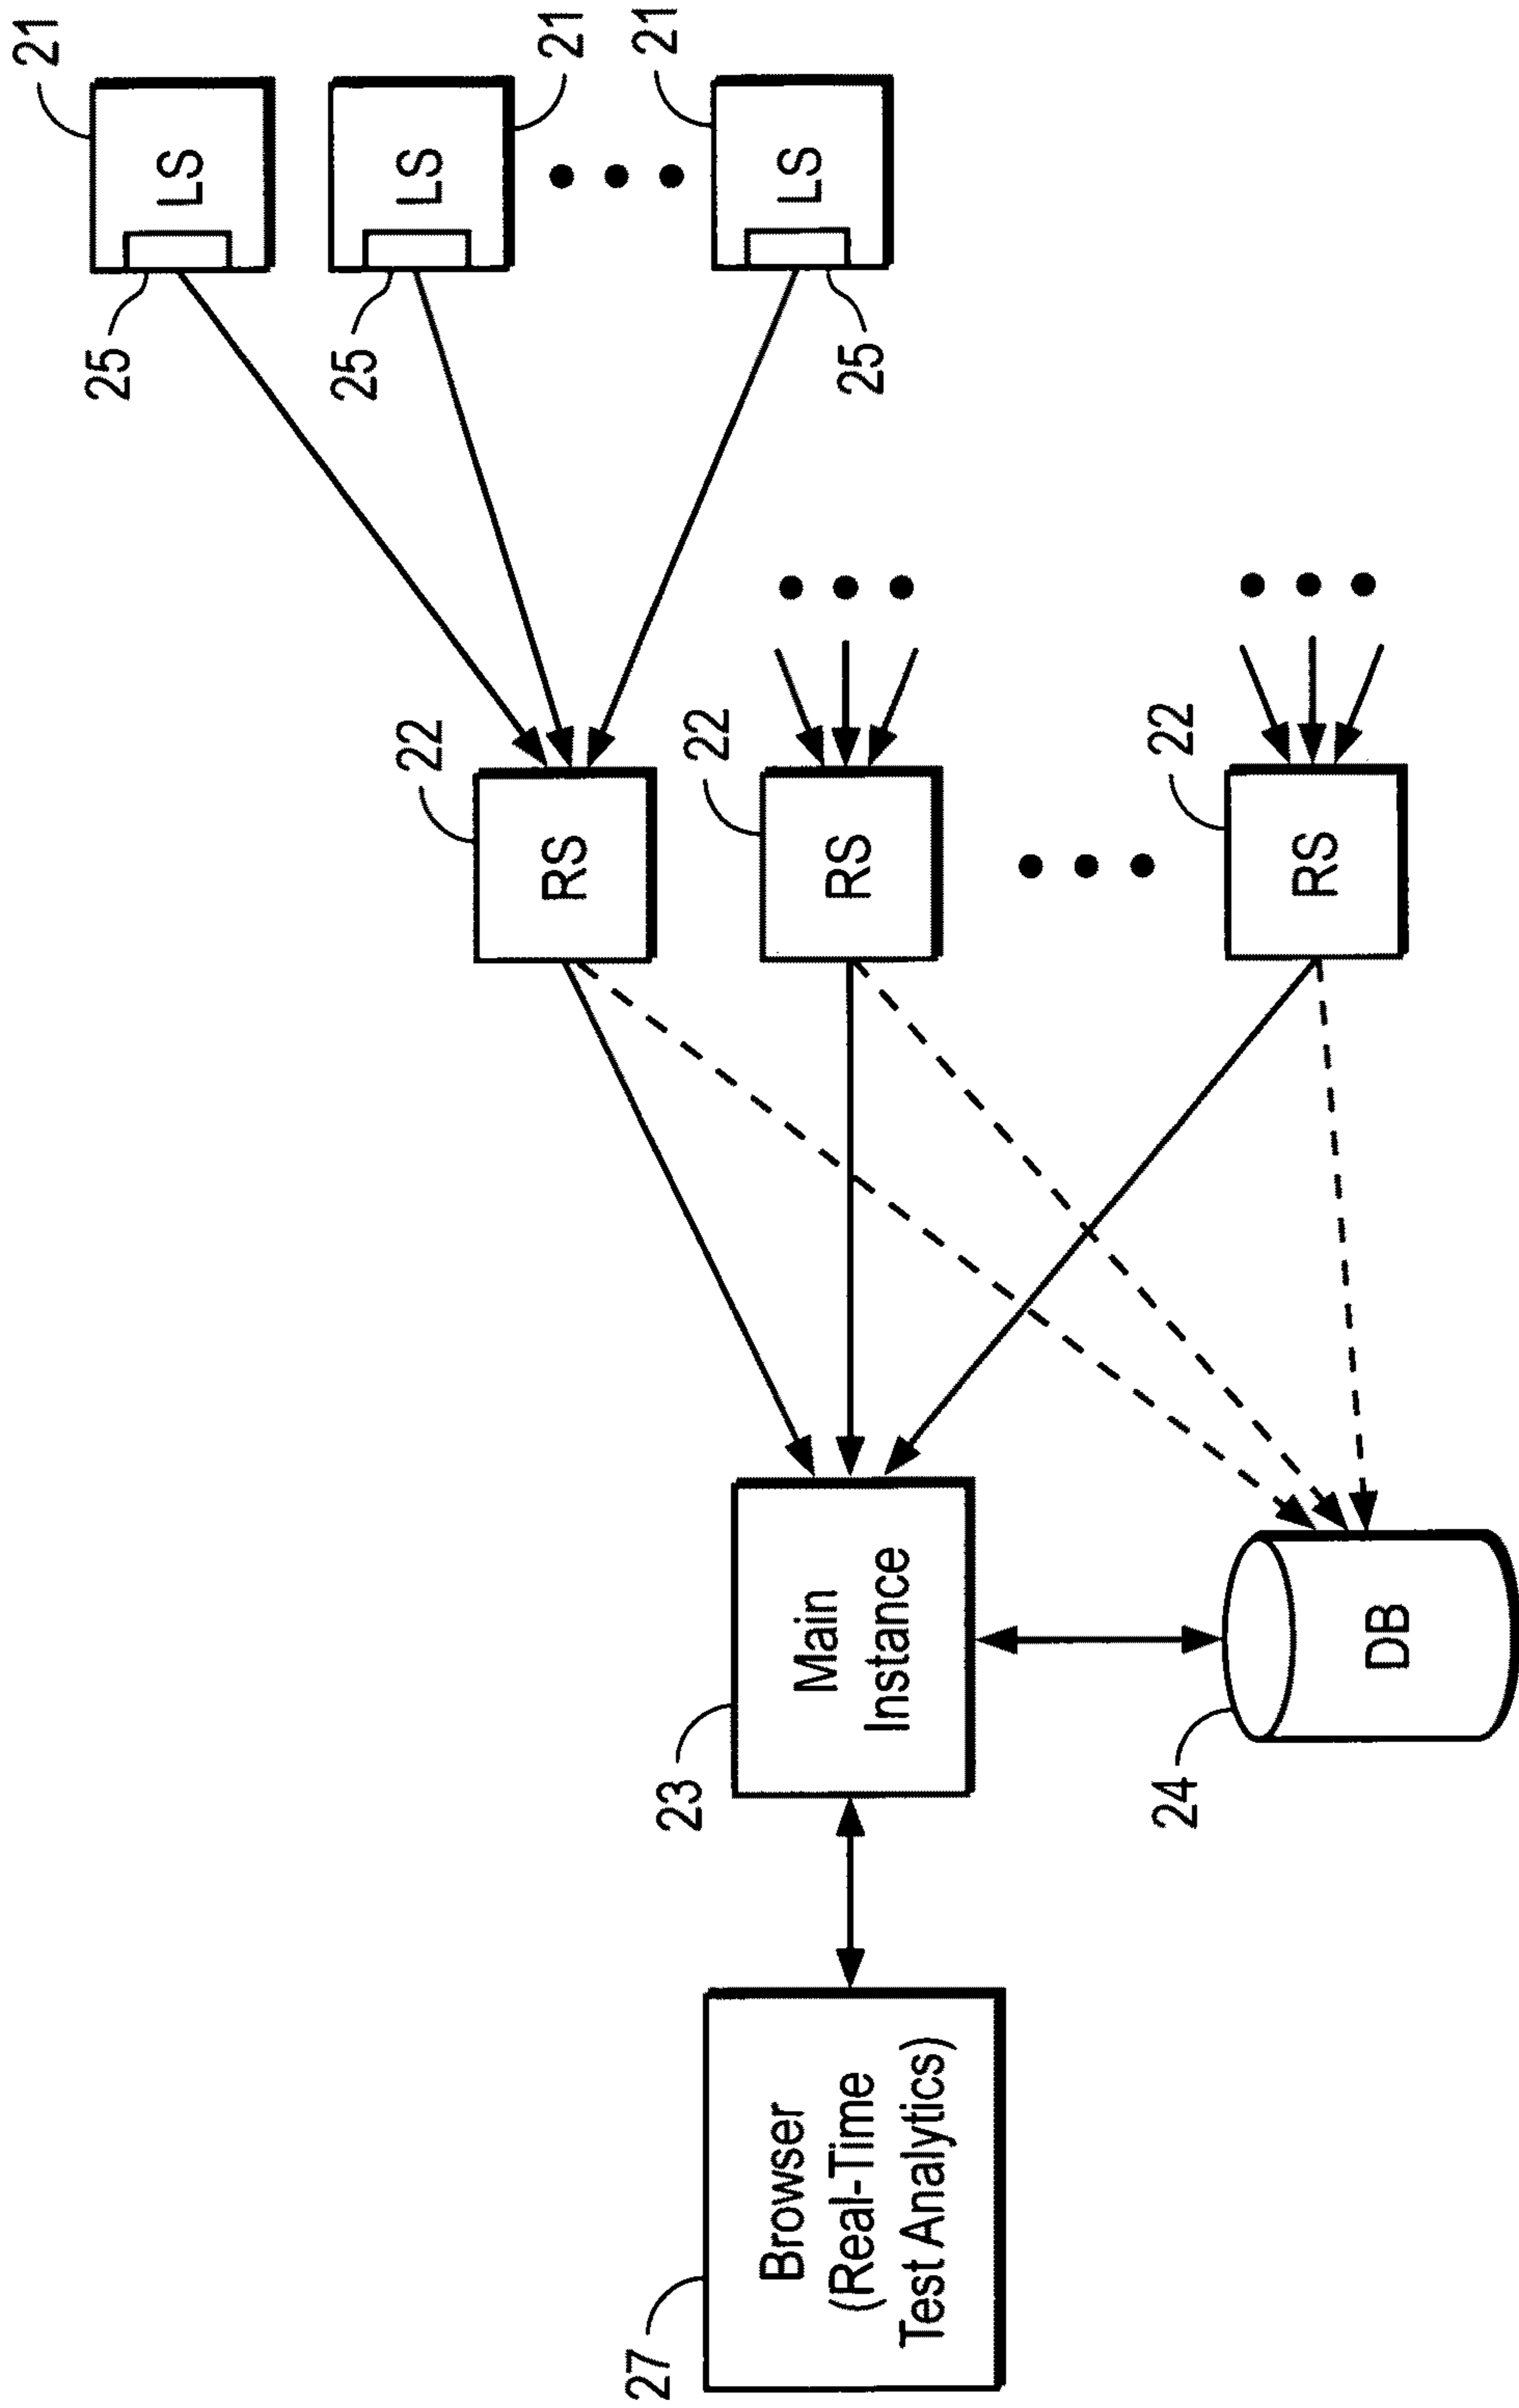 21
LS
25
21
LS
25
21
LS
25
22
RS
22
RS
22
RS
23
Main
Instance
24
DB
27
Browser
(Real-Time
Test Analytics)